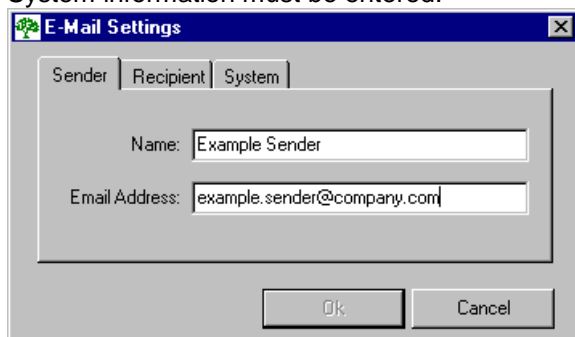 System information must be entered.
E-Mail Settings
Sender Recipient System
Name: Example Sender
Email Address: example.sender@company.com
Ok Cancel